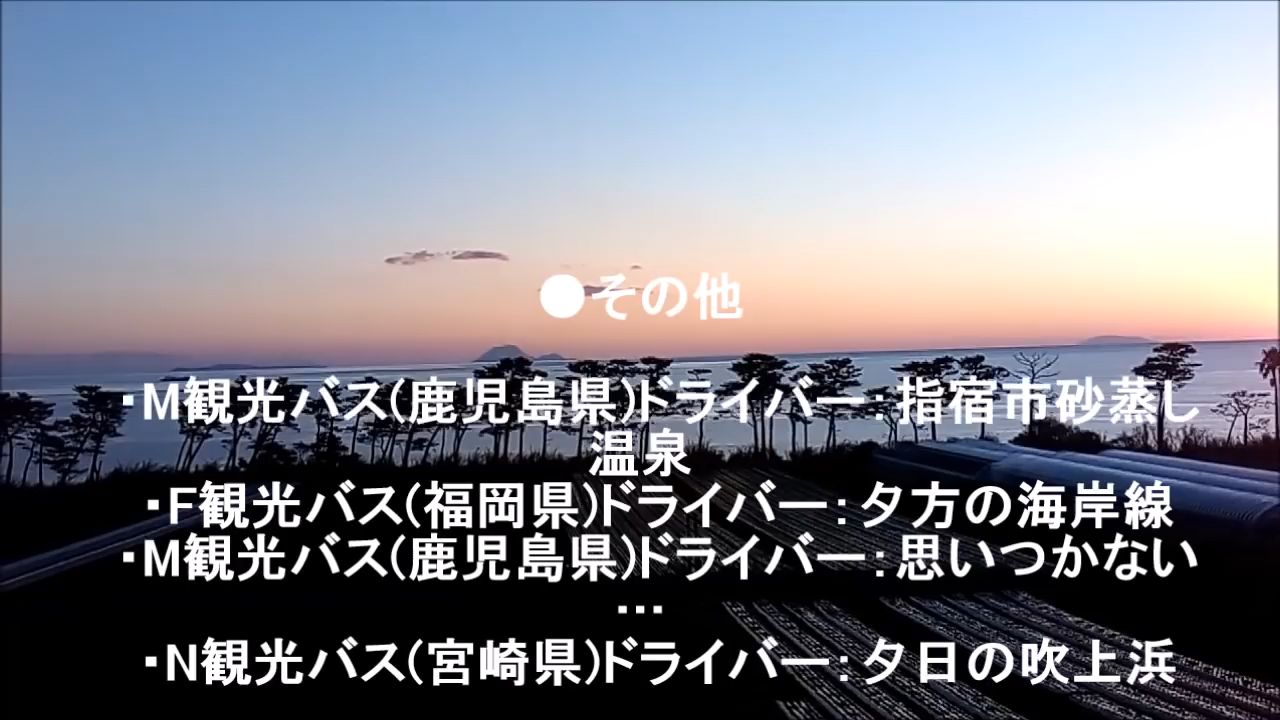 ●その他
・M観光バス(鹿児島県)ドライバー：指宿市砂蒸し
温泉
・F観光バス(福岡県)ドライバー：夕方の海岸線
・M観光バス(鹿児島県)ドライバー：思いつかない
…
・N観光バス(宮崎県)ドライバー：夕日の吹上浜